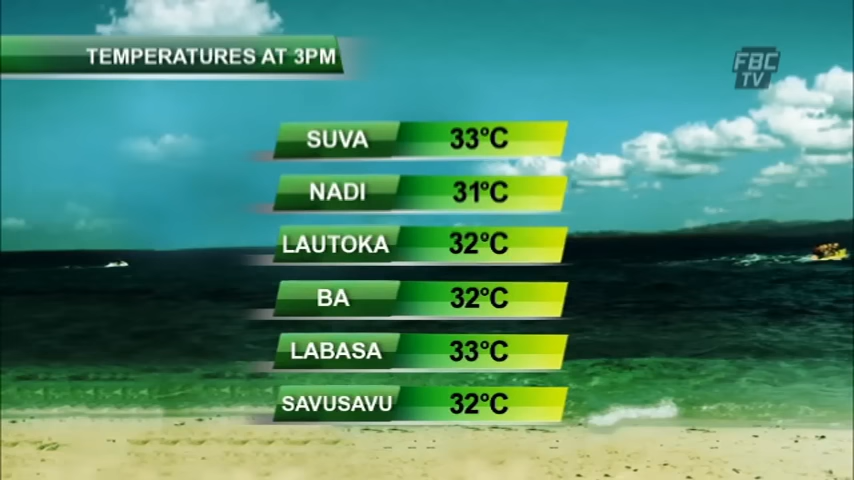 TEMPERATURES AT 3PM
FBC
TV
SUVA 33°C
NADI 31°C
LAUTOKA 32°C
BA 32°C
LABASA 33°C
SAVUSAVU 32°C